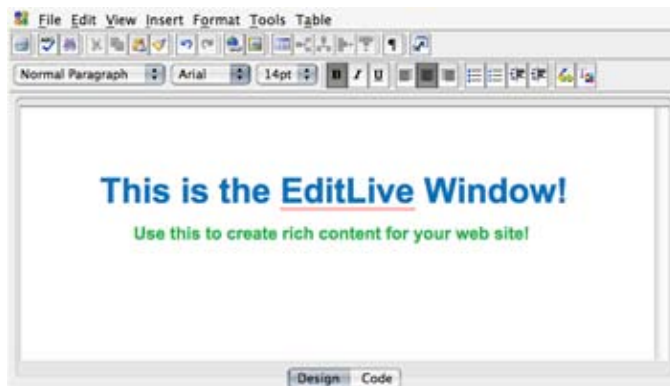 File Edit View Insert Format Tools Table
Normal Paragraph Arial 14pt B I U
This is the EditLive Window!
Use this to create rich content for your web site!
Design Code